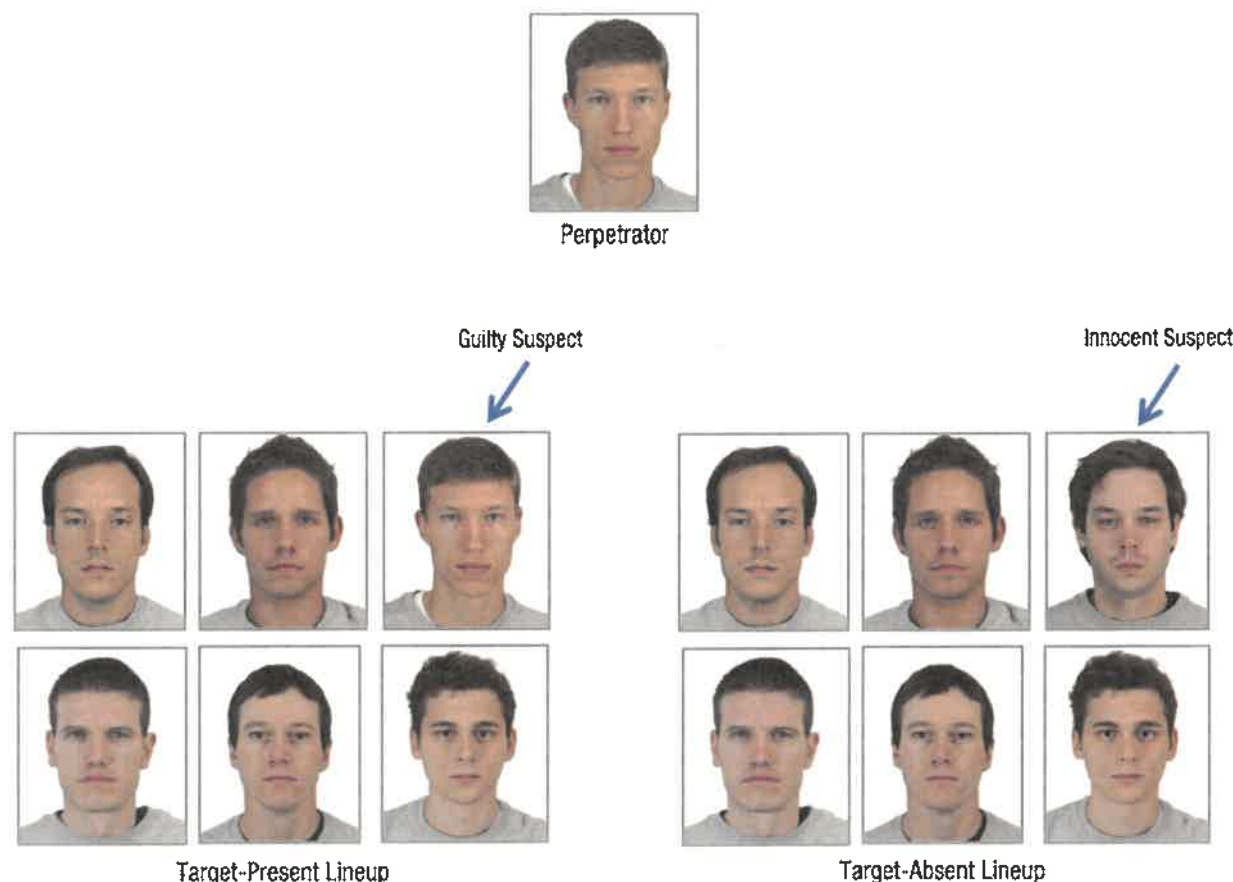 Perpetrator
Guilty Suspect
Innocent Suspect
Target-Present Lineup
Target-Absent Lineup